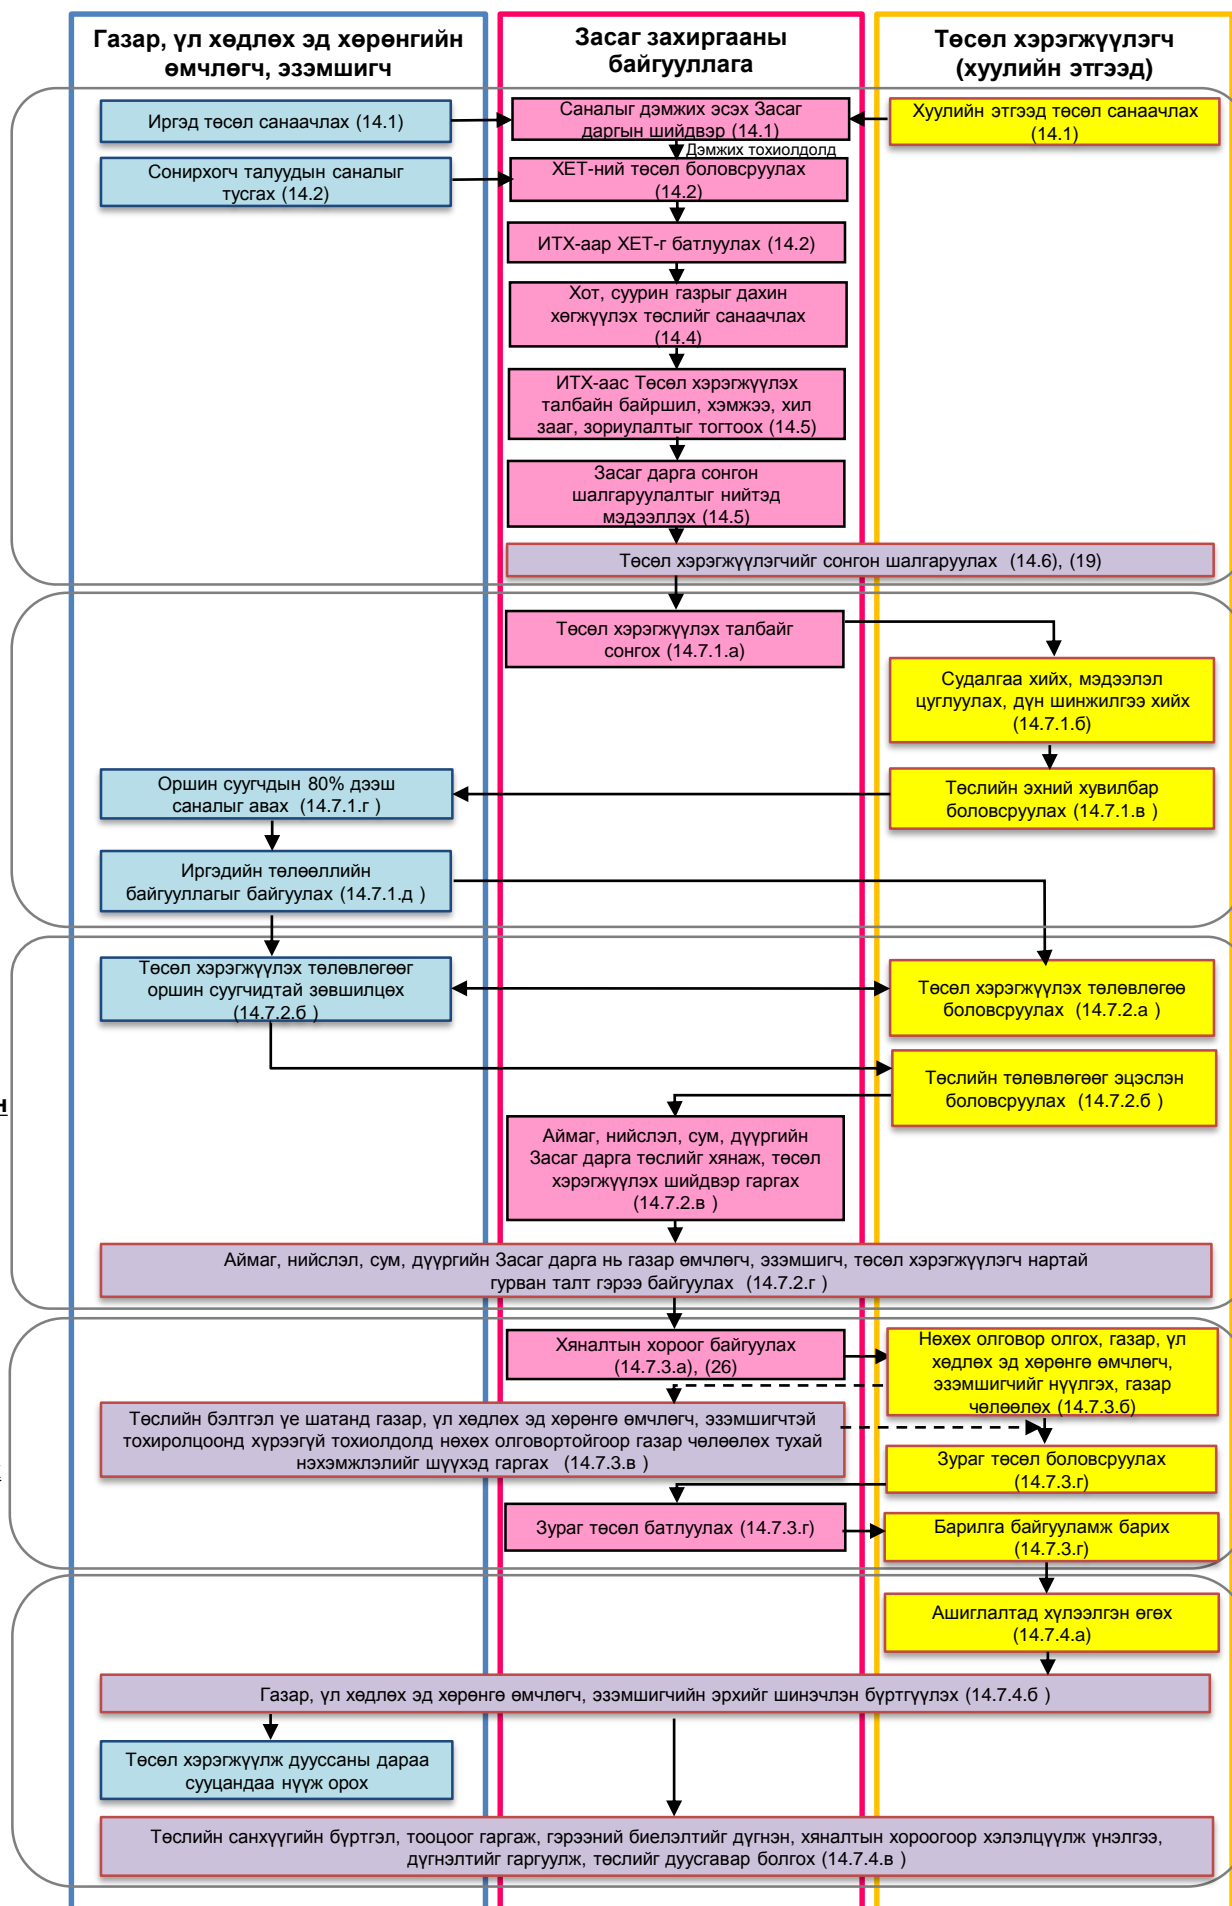 Газар, үл хөдлөх эд хөрөнгийн
өмчлөгч, эзэмшигч
Засаг захиргааны
байгууллага
Төсөл хэрэгжүүлэгч
(хуулийн этгээд)
Иргэд төсөл санаачлах (14.1)
Саналыг дэмжих эсэх Засаг
даргын шийдвэр (14.1)
Хуулийн этгээд төсөл санаачлах
(14.1)
Дэмжих тохиолдолд
Сонирхогч талуудын саналыг
тусгах (14.2)
ХЕТ-ний төсөл боловсруулах
(14.2)
ИТХ-аар ХЕТ-г батлуулах (14.2)
Хот, суурин газрыг дахин
хөгжүүлэх төслийг санаачлах
(14.4)
ИТХ-аас Төсөл хэрэгжүүлэх
талбайн байршил, хэмжээ, хил
зааг, зориулалтыг тогтоох (14.5)
Засаг дарга сонгон
шалгаруулалтыг нийтэд
мэдээллэх (14.5)
Төсөл хэрэгжүүлэгчийг сонгон шалгаруулах (14.6), (19)
Төсөл хэрэгжүүлэх талбайг
сонгох (14.7.1.а)
Судалгаа хийх, мэдээлэл
цуглуулах, дүн шинжилгээ хийх
(14.7.1.б)
Оршин суугчдын 80% дээш
саналыг авах (14.7.1.г )
Төслийн эхний хувилбар
боловсруулах (14.7.1.в )
Иргэдийн төлөөллийн
байгууллагыг байгуулах (14.7.1.д )
Төсөл хэрэгжүүлэх төлөвлөгөөг
оршин суугчидтай зөвшилцөх
(14.7.2.б )
Төсөл хэрэгжүүлэх төлөвлөгөө
боловсруулах (14.7.2.а )
Төслийн төлөвлөгөөг эцэслэн
боловсруулах (14.7.2.б )
н
Аймаг, нийслэл, сум, дүүргийн
Засаг дарга төслийг хянаж, төсөл
хэрэгжүүлэх шийдвэр гаргах
(14.7.2.в )
Аймаг, нийслэл, сум, дүүргийн Засаг дарга нь газар өмчлөгч, эзэмшигч, төсөл хэрэгжүүлэгч нартай
гурван талт гэрээ байгуулах (14.7.2.г )
Хяналтын хороог байгуулах
(14.7.3.а), (26)
Нөхөх олговор олгох, газар, үл
хөдлөх эд хөрөнгө өмчлөгч,
эзэмшигчийг нүүлгэх, газар
чөлөөлөх (14.7.3.б)
Төслийн бэлтгэл үе шатанд газар, үл хөдлөх эд хөрөнгө өмчлөгч, эзэмшигчтэй
тохиролцоонд хүрээгүй тохиолдолд нөхөх олговортойгоор газар чөлөөлөх тухай
нэхэмжлэлийг шүүхэд гаргах (14.7.3.в )
Зураг төсөл боловсруулах
(14.7.3.г)
Зураг төсөл батлуулах (14.7.3.г)
Барилга байгууламж барих
(14.7.3.г)
Ашиглалтад хүлээлгэн өгөх
(14.7.4.а)
Газар, үл хөдлөх эд хөрөнгө өмчлөгч, эзэмшигчийн эрхийг шинэчлэн бүртгүүлэх (14.7.4.б )
Төсөл хэрэгжүүлж дууссаны дараа
сууцандаа нүүж орох
Төслийн санхүүгийн бүртгэл, тооцоог гаргаж, гэрээний биелэлтийг дүгнэн, хяналтын хороогоор хэлэлцүүлж үнэлгээ,
дүгнэлтийг гаргуулж, төслийг дуусгавар болгох (14.7.4.в )